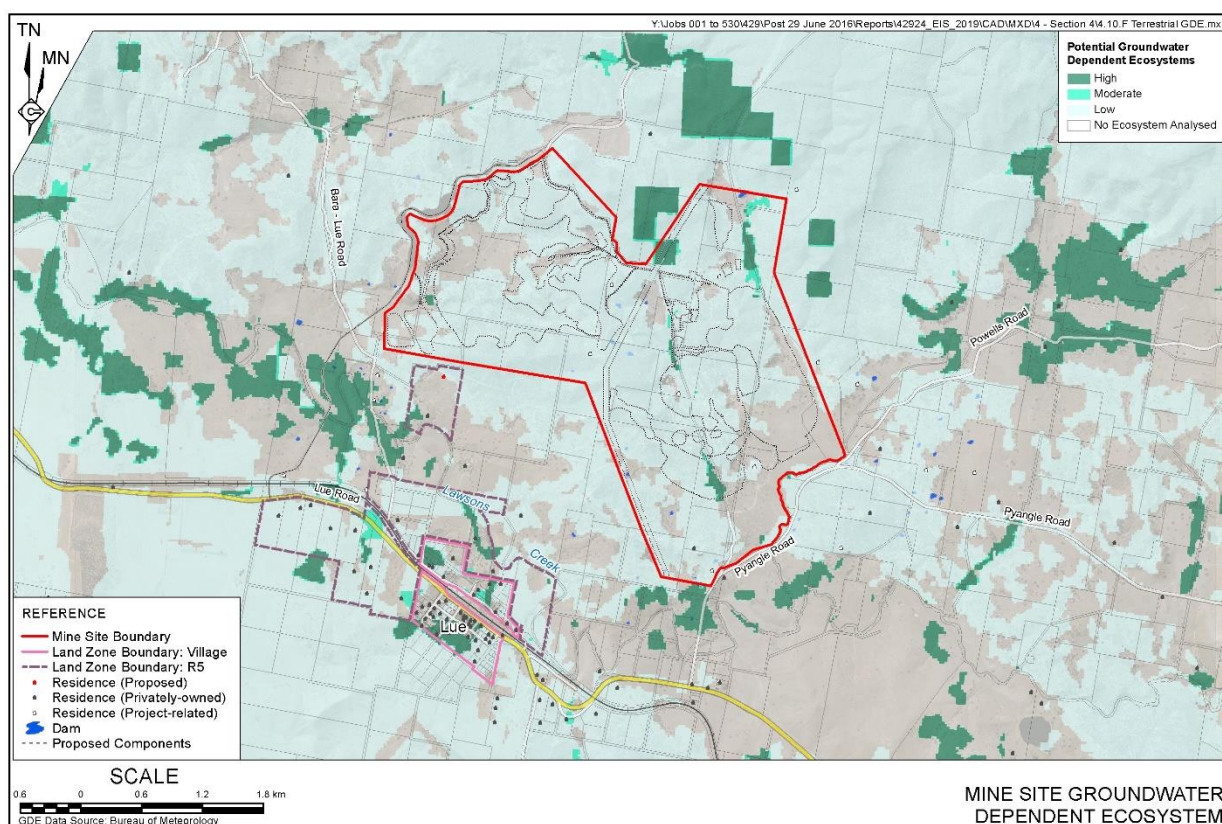 Y:\Jobs 001 to 530\429\Post 29 June 2016\Reports\42924_EIS_2019\CAD\MXD\4 - Section 4\4.10.F Terrestrial GDE.mx
TN
MN
Potential Groundwater
Dependent Ecosystems
High
Moderate
Low
No Ecosystem Analysed
Bara - Lue Road
Powells Road
Lue Road
Lawsons
Creek
Pyangle Road
Pyangle Road
Lue
REFERENCE
Mine Site Boundary
Land Zone Boundary: Village
Land Zone Boundary: R5
Residence (Proposed)
Residence (Privately-owned)
Residence (Project-related)
Dam
Proposed Components
SCALE
0.6 0 0.6 1.2 1.8 km
GDE Data Source: Bureau of Meteprology
MINE SITE GROUNDWATER
DEPENDENT ECOSYSTEM